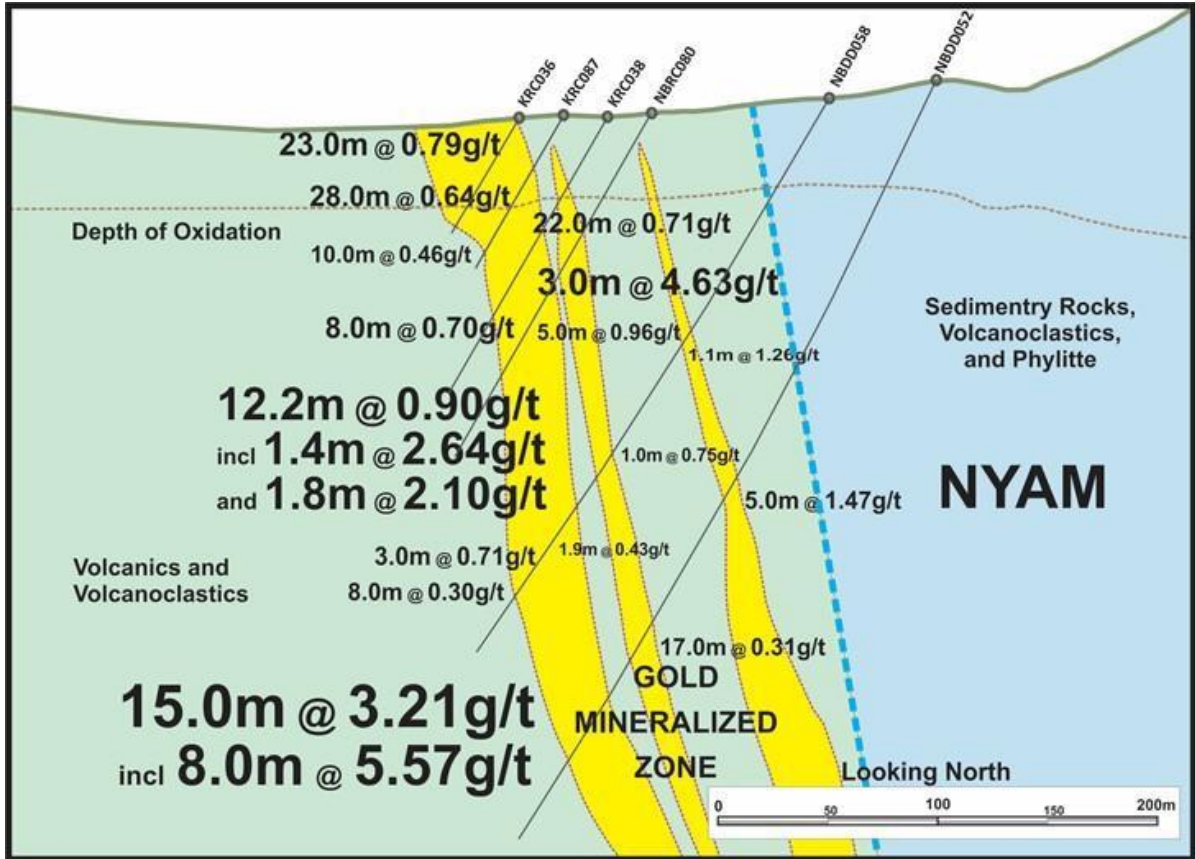 KRC036
KRC087
KRC038
NBRC080
NBDD058
NBDD052
23.0m @ 0.79g/t
28.0m @ 0.64g/t
22.0m @ 0.71g/t
Depth of Oxidation
10.0m @ 0.46g/t
3.0m @ 4.63g/t
8.0m @ 0.70g/t
5.0m @ 0.96g/t
1.1m @ 1.26g/t
Sedimentry Rocks,
Volcanoclastics,
and Phylitte
12.2m @ 0.90g/t
incl 1.4m @ 2.64g/t
and 1.8m @ 2.10g/t
1.0m @ 0.75g/t
5.0m @ 1.47g/t
NYAM
3.0m @ 0.71g/t
1.9m @ 0.43g/t
8.0m @ 0.30g/t
Volcanics and
Volcanoclastics
17.0m @ 0.31g/t
15.0m @ 3.21g/t
incl 8.0m @ 5.57g/t
GOLD
MINERALIZED
ZONE
Looking North
0 50 100 150 200m